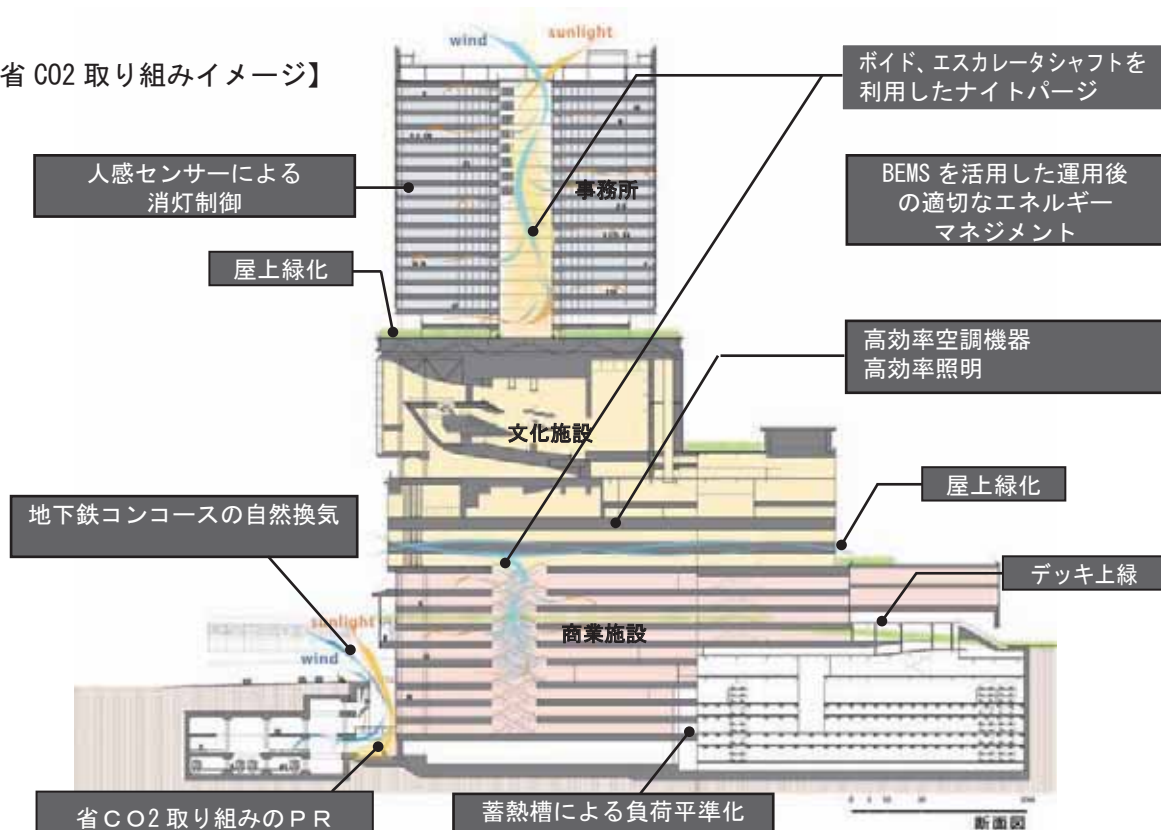 省 CO2 取り組みイメージ】
wind
sunlight
ボイド、エスカレータシャフトを
利用したナイトパージ
人感センサーによる
消灯制御
事務所
BEMS を活用した運用後
の適切なエネルギー
マネジメント
屋上緑化
高効率空調機器
高効率照明
文化施設
屋上緑化
地下鉄コンコースの自然換気
デッキ上緑
sunlight
wind
商業施設
省CO2取り組みのPR
蓄熱槽による負荷平準化
断面図